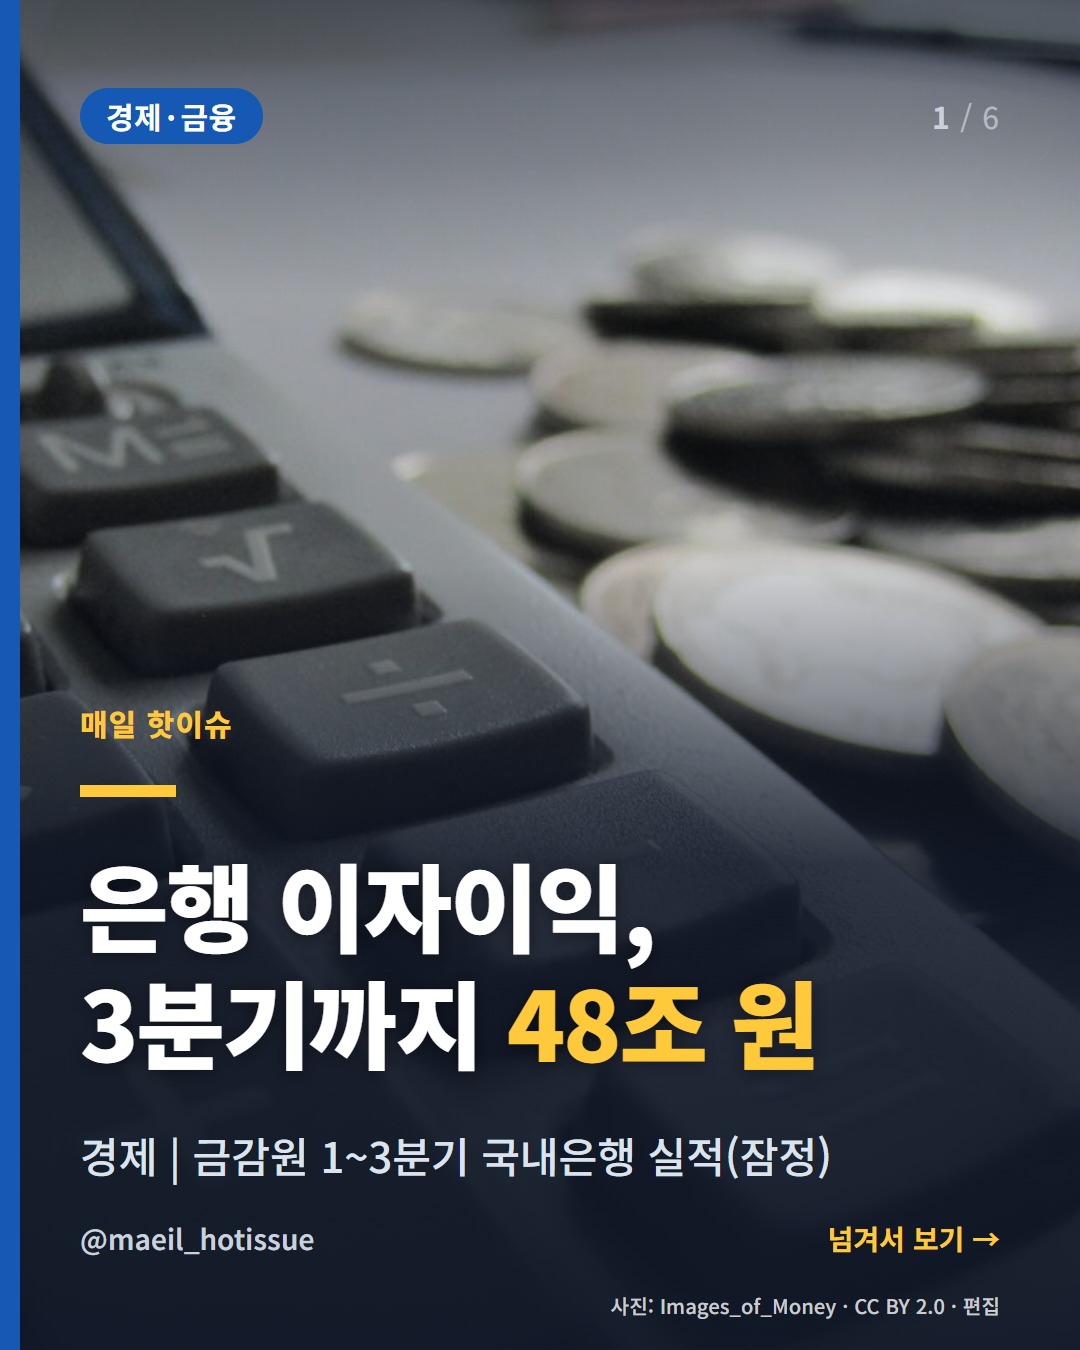 경제·금융
1 / 6
M=
√
÷
매일 핫이슈
은행 이자이익,
3분기까지 48조 원
경제 | 금감원 1~3분기 국내은행 실적(잠정)
@maeil_hotissue
넘겨서 보기 →
사진: Images_of_Money · CC BY 2.0 · 편집